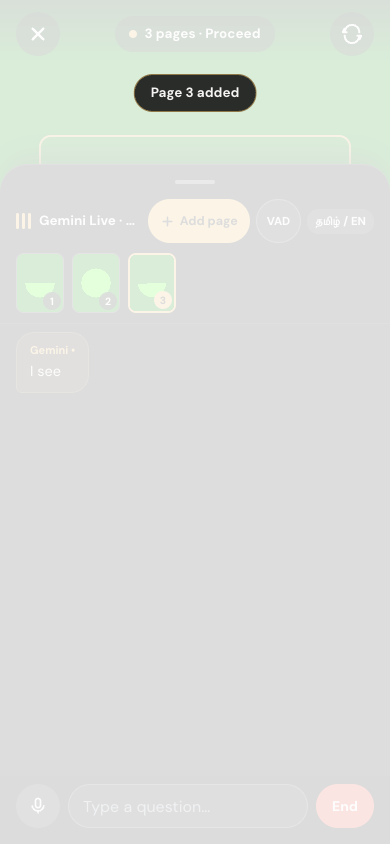 3 pages · Proceed
Page 3 added
Gemini Live · ...
+ Add page
VAD
தமிழ் / EN
1
2
3
Gemini •
I see
Type a question...
End